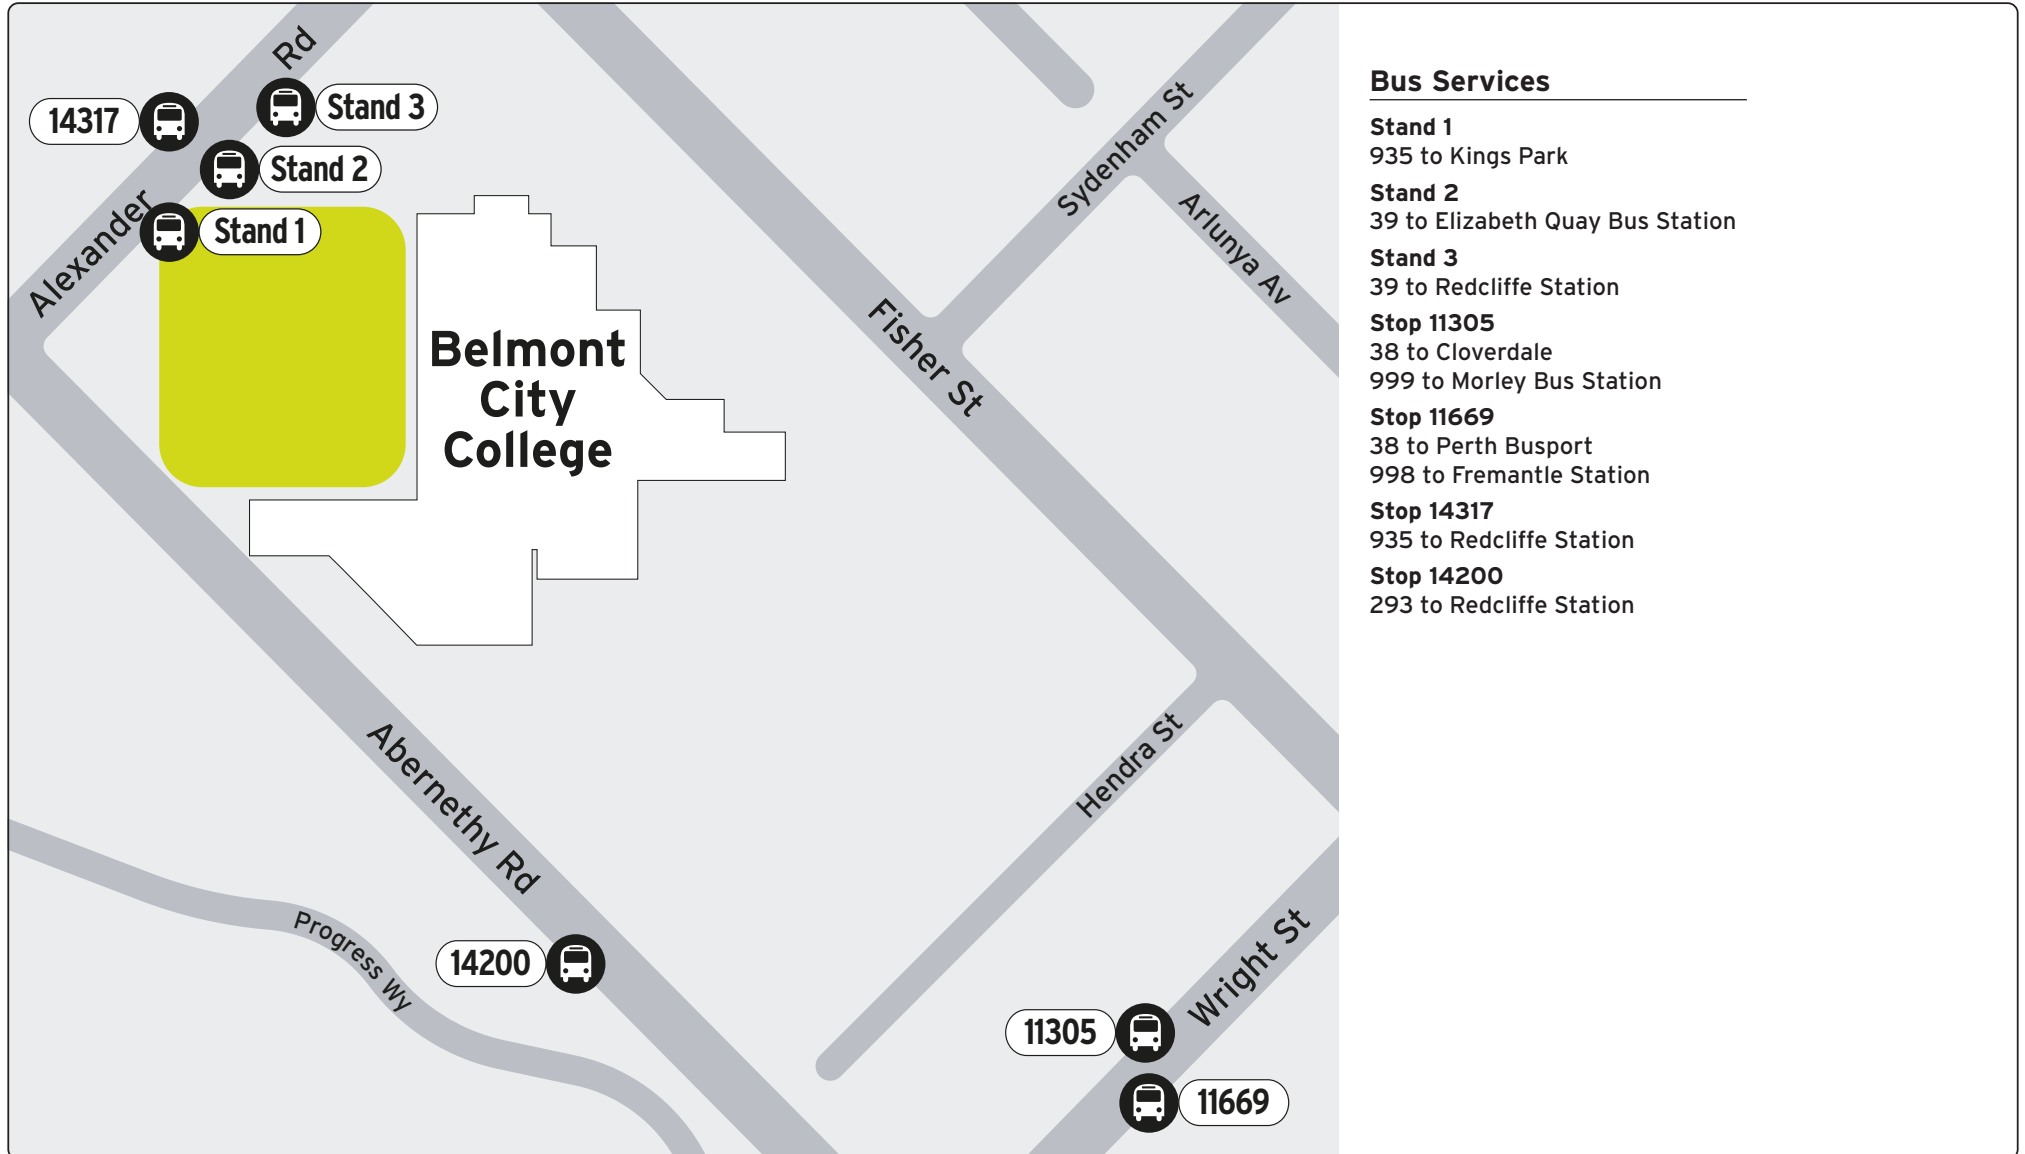 Rd
14317
Stand 3
Stand 2
Stand 1
Alexander
Belmont
City
College
Fisher St
Sydenham St
Arlunya Av
Hendra St
Abernethy Rd
Progress Wy
14200
Wright St
11305
11669
Bus Services
Stand 1
935 to Kings Park
Stand 2
39 to Elizabeth Quay Bus Station
Stand 3
39 to Redcliffe Station
Stop 11305
38 to Cloverdale
999 to Morley Bus Station
Stop 11669
38 to Perth Busport
998 to Fremantle Station
Stop 14317
935 to Redcliffe Station
Stop 14200
293 to Redcliffe Station